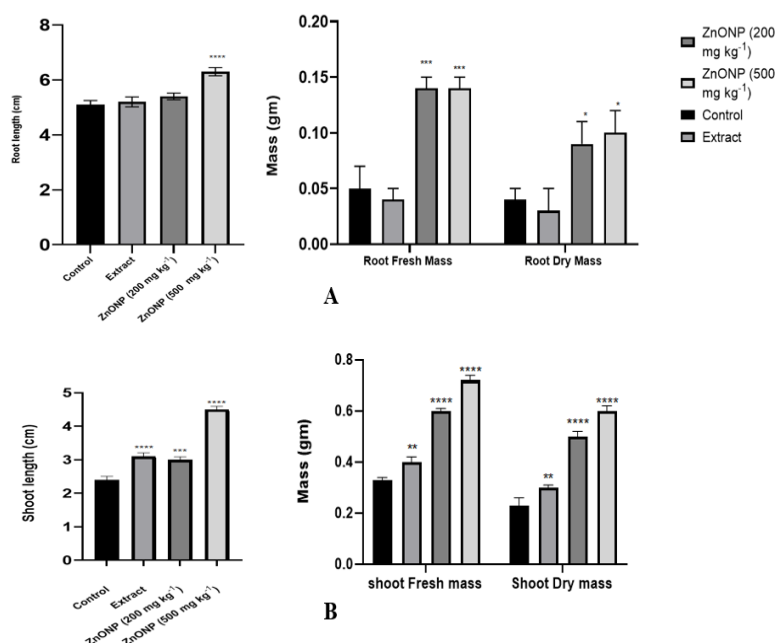 8
6
4
2
0
Root length (cm)
****
Control
Extract
ZnONP (200 mg kg⁻¹)
ZnONP (500 mg kg⁻¹)
0.20
0.15
0.10
0.05
0.00
Mass (gm)
***
***
*
*
Root Fresh Mass
Root Dry Mass
ZnONP (200
mg kg⁻¹)
ZnONP (500
mg kg⁻¹)
Control
Extract
A
5
4
3
2
1
0
Shoot length (cm)
****
***
****
Control
Extract
ZnONP (200 mg kg⁻¹)
ZnONP (500 mg kg⁻¹)
0.8
0.6
0.4
0.2
0.0
Mass (gm)
**
****
****
**
****
****
shoot Fresh mass
Shoot Dry mass
B